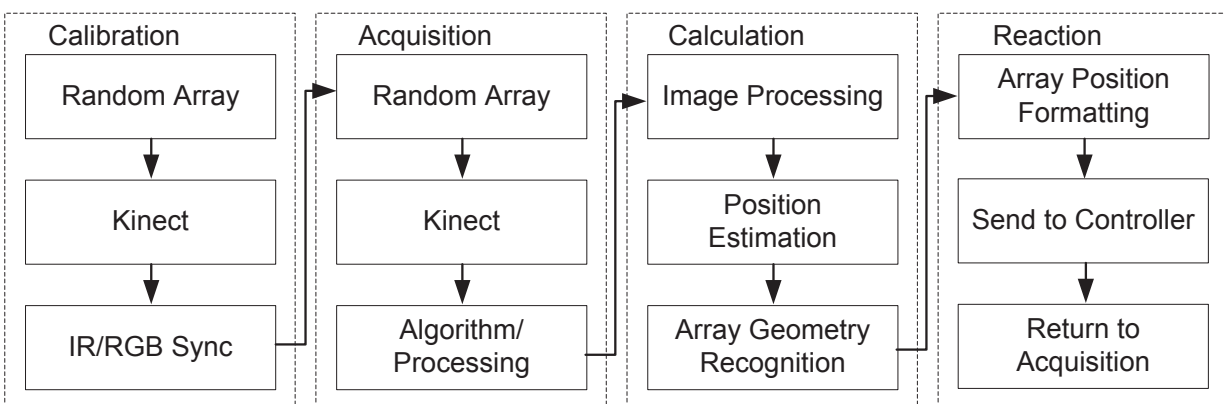 Calibration
Random Array
Kinect
IR/RGB Sync
Acquisition
Random Array
Kinect
Algorithm/
Processing
Calculation
Image Processing
Position
Estimation
Array Geometry
Recognition
Reaction
Array Position
Formatting
Send to Controller
Return to
Acquisition